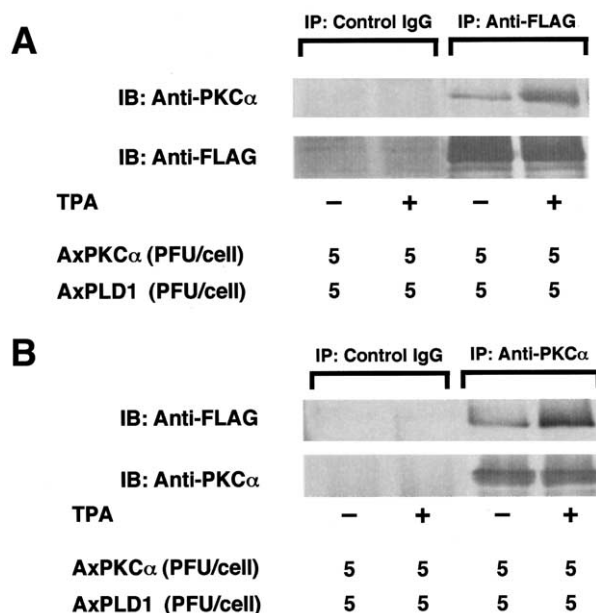 A
IP: Control IgG IP: Anti-FLAG
IB: Anti-PKCα
IB: Anti-FLAG
TPA − + − +
AxPKCα (PFU/cell) 5 5 5 5
AxPLD1 (PFU/cell) 5 5 5 5
B
IP: Control IgG IP: Anti-PKCα
IB: Anti-FLAG
IB: Anti-PKCα
TPA − + − +
AxPKCα (PFU/cell) 5 5 5 5
AxPLD1 (PFU/cell) 5 5 5 5